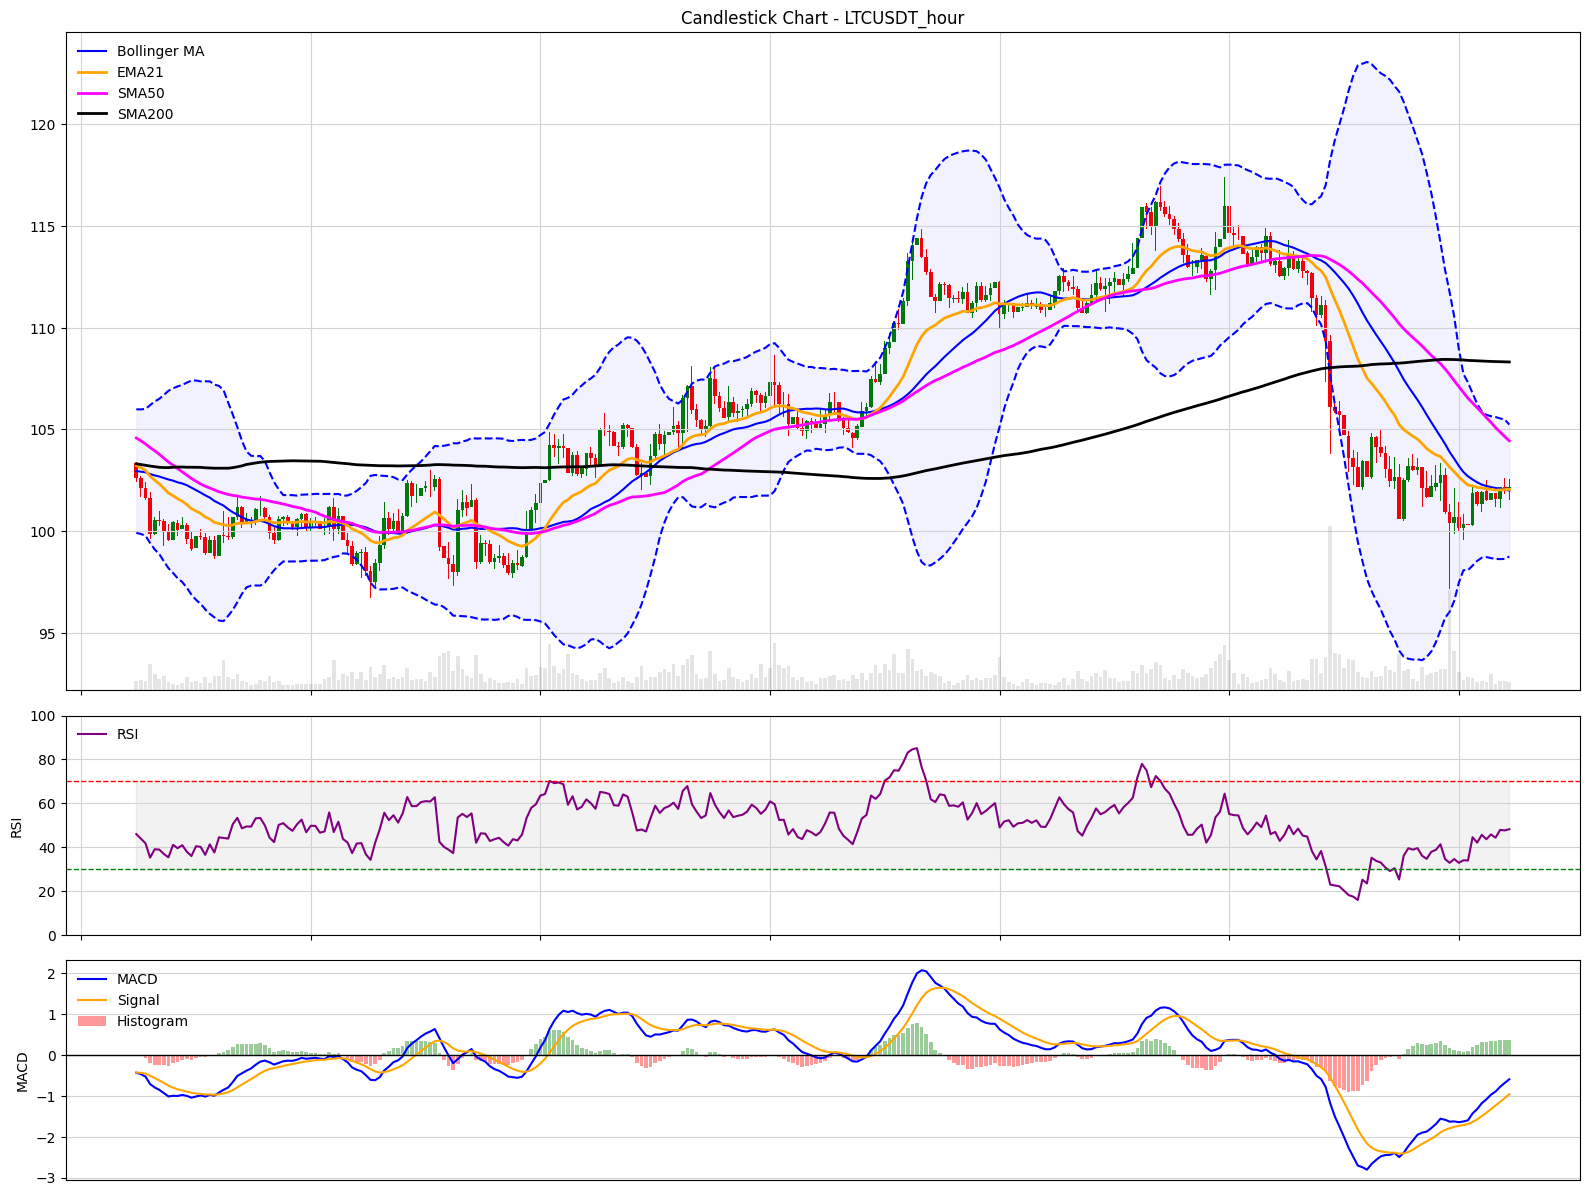 Candlestick Chart - LTCUSDT_hour
Bollinger MA
EMA21
SMA50
SMA200
120
115
110
105
100
95
RSI
100
80
60
40
20
0
RSI
MACD
Signal
Histogram
2
1
0
−1
−2
−3
MACD